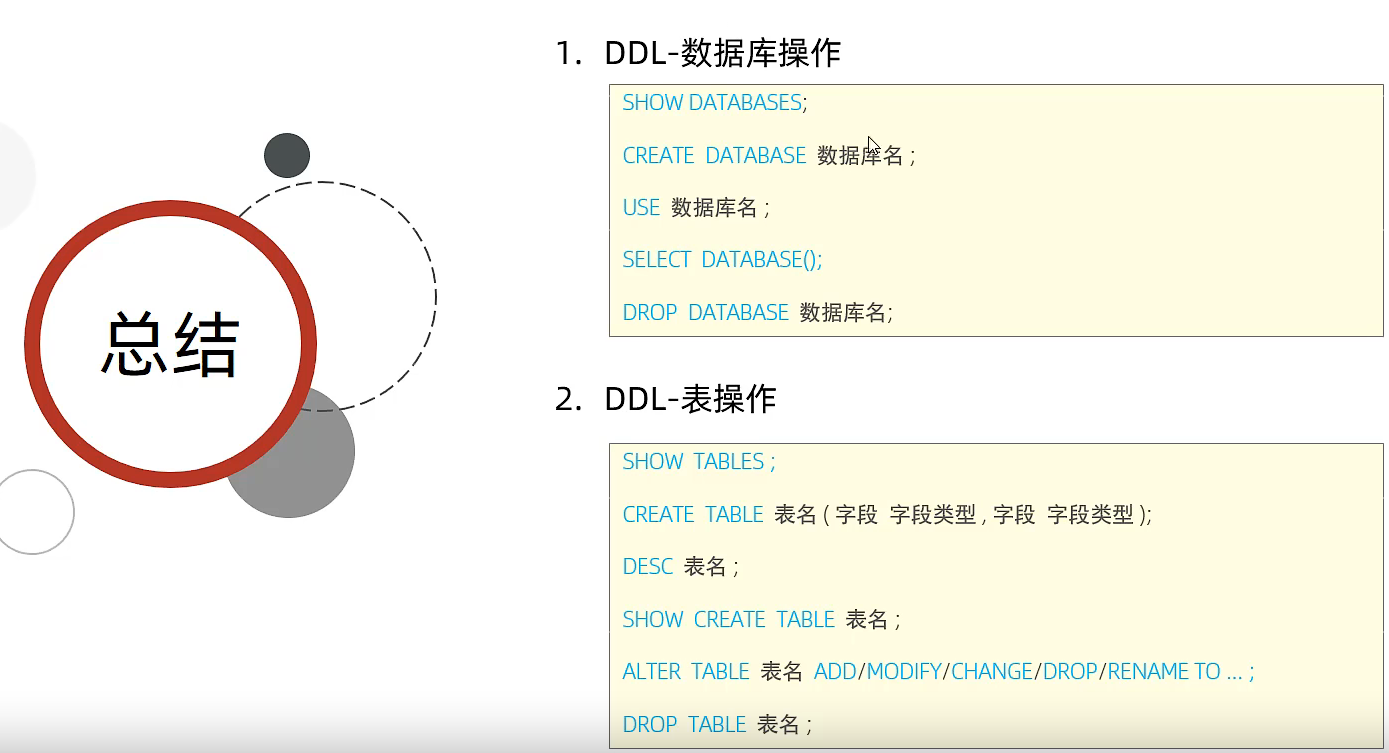 总结
1. DDL-数据库操作
SHOW DATABASES;
CREATE DATABASE 数据库名 ;
USE 数据库名 ;
SELECT DATABASE();
DROP DATABASE 数据库名;
2. DDL-表操作
SHOW TABLES ;
CREATE TABLE 表名 ( 字段 字段类型 , 字段 字段类型 );
DESC 表名 ;
SHOW CREATE TABLE 表名 ;
ALTER TABLE 表名 ADD/MODIFY/CHANGE/DROP/RENAME TO ... ;
DROP TABLE 表名 ;